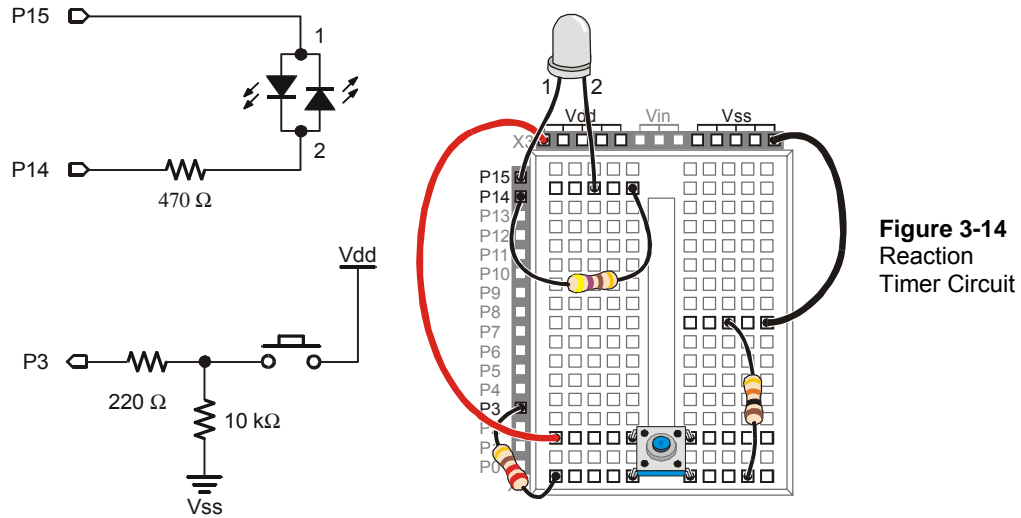 P15
1
2
P14
470 Ω
Vdd
P3
220 Ω
10 kΩ
Vss
1 2
Vdd Vin Vss
X3
P15
P14
P13
P12
P11
P10
P9
P8
P7
P6
P5
P4
P3
P0
Figure 3-14
Reaction
Timer Circuit